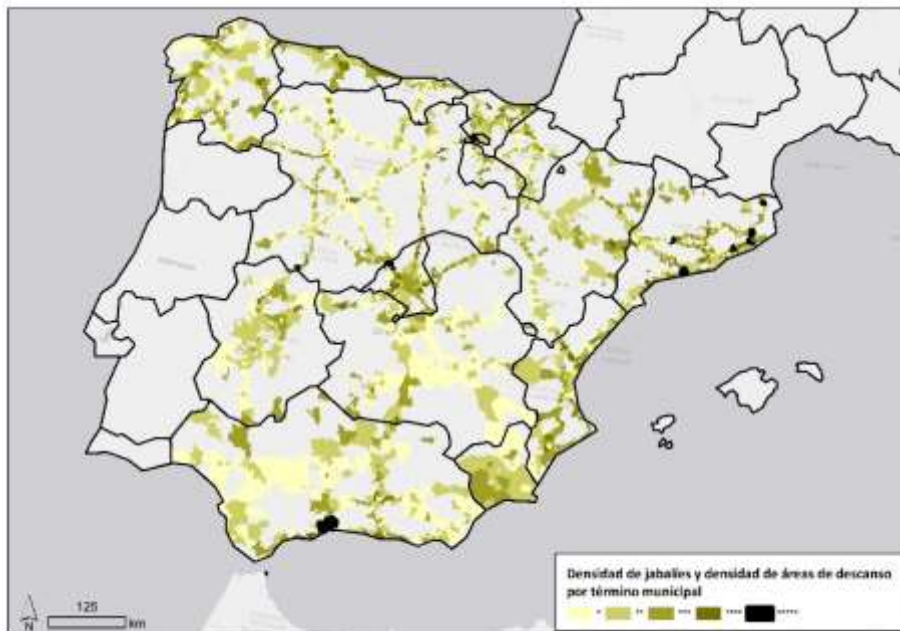 Densidad de jabalíes y densidad de áreas de descanso
por término municipal
* ** *** **** *****
N
125
km